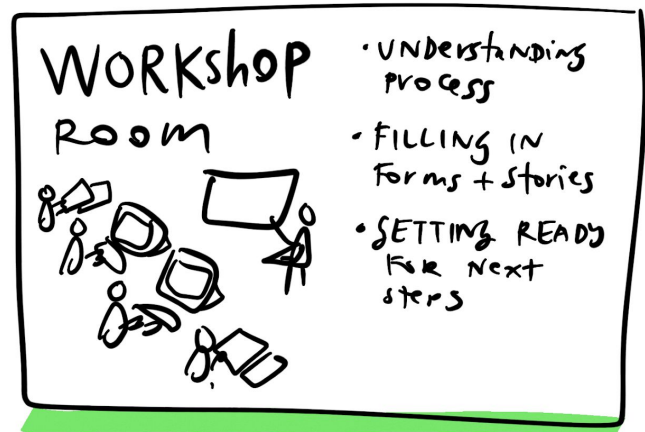 WORKshOP
ROOM
• UNDerstaNDiNg
PrOcess
• FILLING IN
Forms + Stories
• GETTING READY
FOR Next
steps